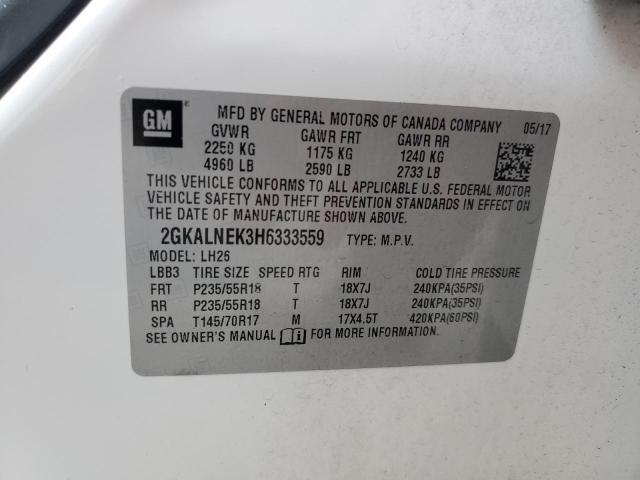 GM
MFD BY GENERAL MOTORS OF CANADA COMPANY 05/17
GVWR GAWR FRT GAWR RR
2250 KG 1175 KG 1240 KG
4960 LB 2590 LB 2733 LB
THIS VEHICLE CONFORMS TO ALL APPLICABLE U.S. FEDERAL MOTOR
VEHICLE SAFETY AND THEFT PREVENTION STANDARDS IN EFFECT ON
THE DATE OF MANUFACTURE SHOWN ABOVE.
2GKALNEK3H6333559 TYPE: M.P.V.
MODEL: LH26
LBB3 TIRE SIZE SPEED RTG RIM COLD TIRE PRESSURE
FRT P235/55R18 T 18X7J 240KPA(35PSI)
RR P235/55R18 T 18X7J 240KPA(35PSI)
SPA T145/70R17 M 17X4.5T 420KPA(60PSI)
SEE OWNER'S MANUAL FOR MORE INFORMATION.